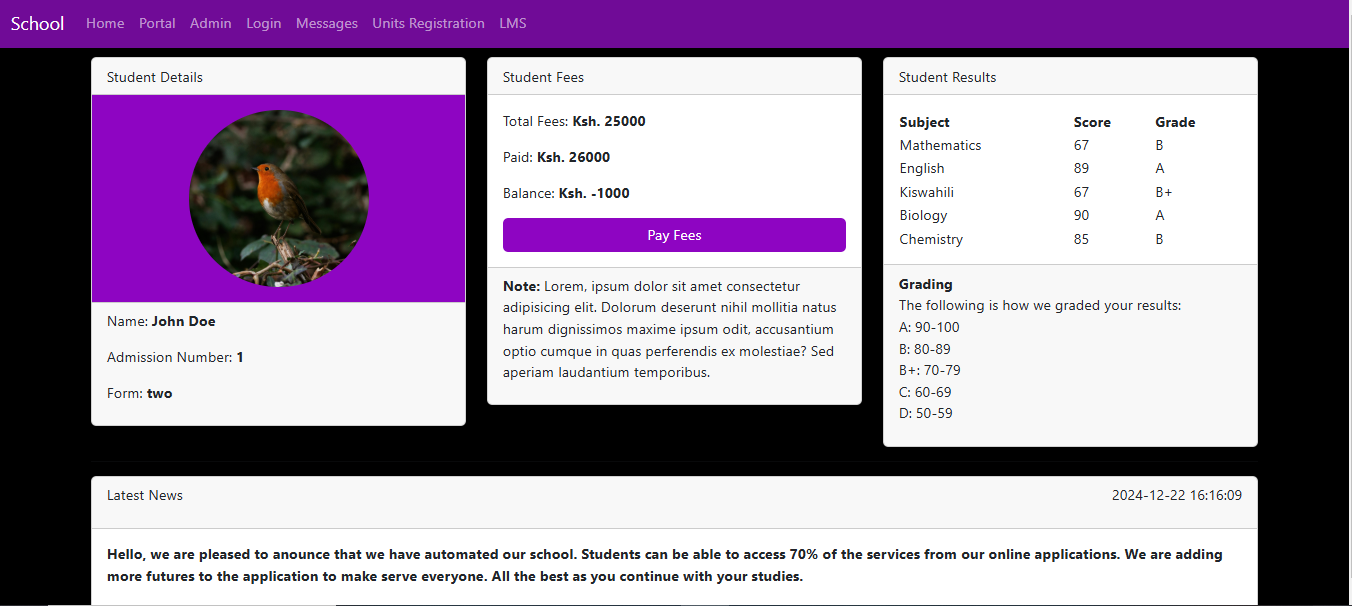 School Home Portal Admin Login Messages Units Registration LMS
Student Details
Name: John Doe
Admission Number: 1
Form: two
Student Fees
Total Fees: Ksh. 25000
Paid: Ksh. 26000
Balance: Ksh. -1000
Pay Fees
Note: Lorem, ipsum dolor sit amet consectetur
adipisicing elit. Dolorum deserunt nihil mollitia natus
harum dignissimos maxime ipsum odit, accusantium
optio cumque in quas perferendis ex molestiae? Sed
aperiam laudantium temporibus.
Student Results
Subject Score Grade
Mathematics 67 B
English 89 A
Kiswahili 67 B+
Biology 90 A
Chemistry 85 B
Grading
The following is how we graded your results:
A: 90-100
B: 80-89
B+: 70-79
C: 60-69
D: 50-59
Latest News 2024-12-22 16:16:09
Hello, we are pleased to anounce that we have automated our school. Students can be able to access 70% of the services from our online applications. We are adding
more futures to the application to make serve everyone. All the best as you continue with your studies.